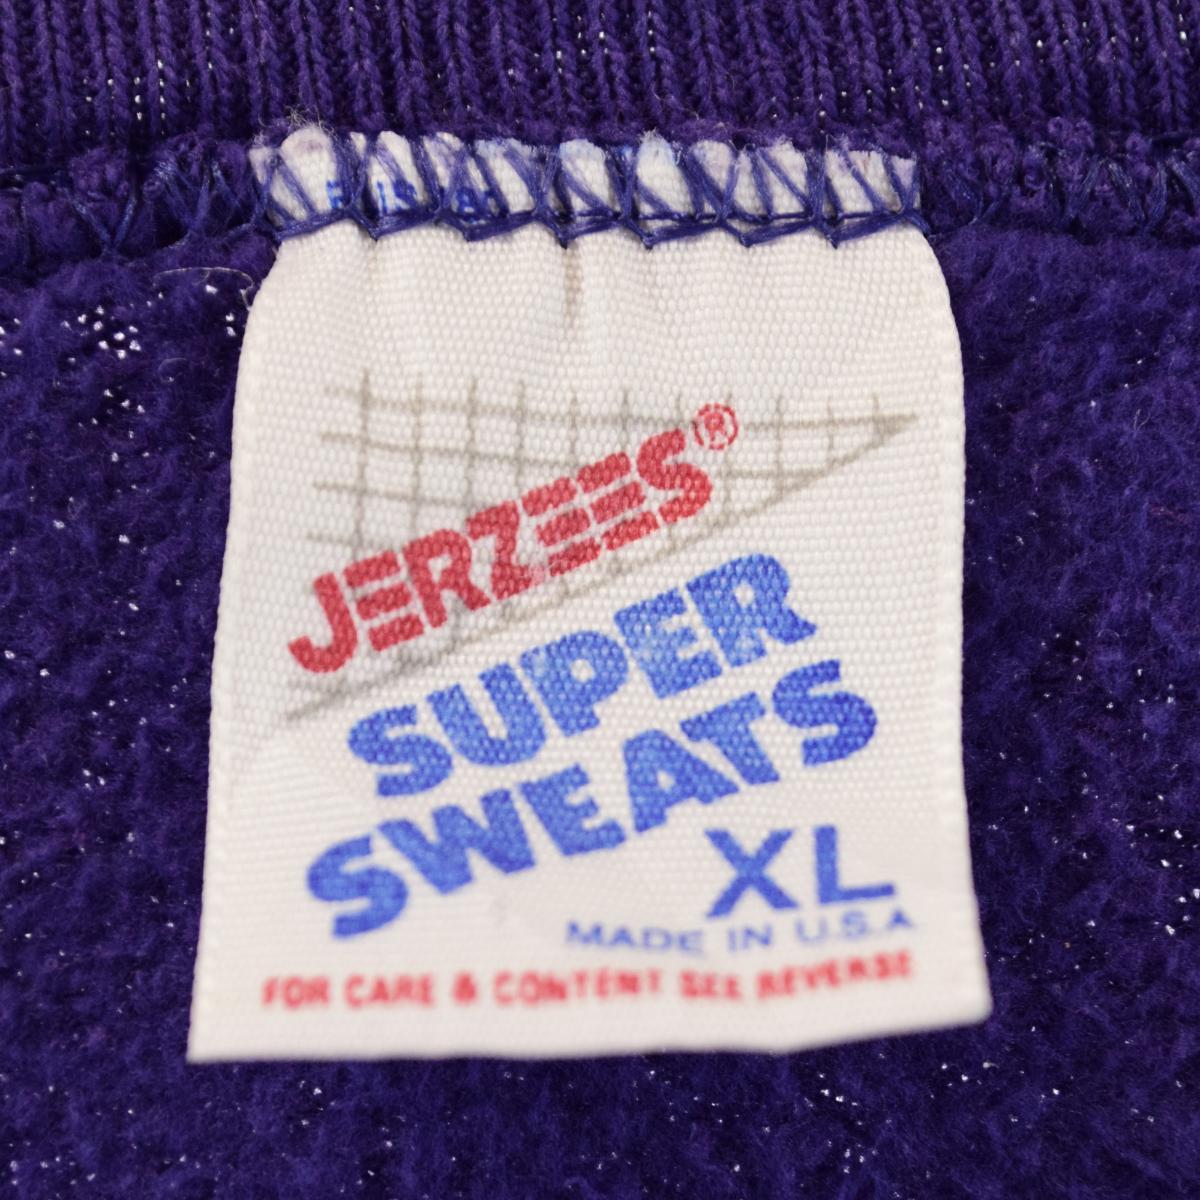 JERZEES®
SUPER
SWEATS
XL
MADE IN U.S.A
FOR CARE & CONTENT SEE REVERSE